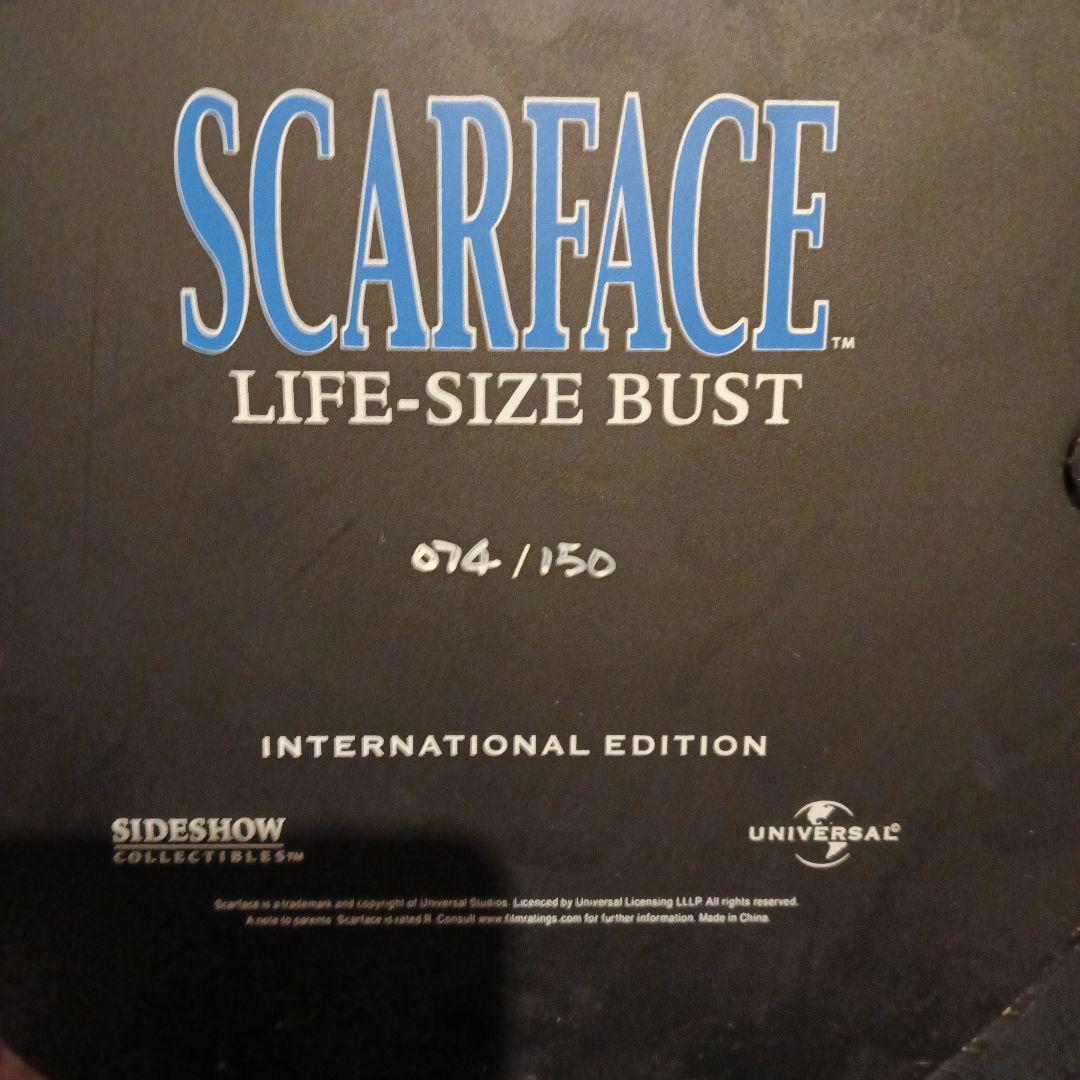 SCARFACE™
LIFE-SIZE BUST
074/150
INTERNATIONAL EDITION
SIDESHOW
COLLECTIBLES™
UNIVERSAL®
Scarface is a trademark and copyright of Universal Studios. Licenced by Universal Licensing LLLP. All rights reserved.
A note to parents: Scarface is rated R. Consult www.filmratings.com for further information. Made in China.